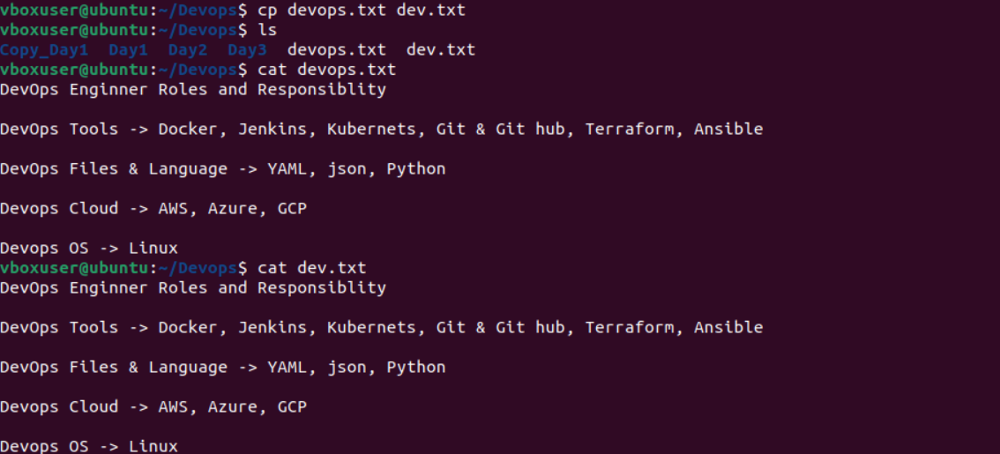 vboxuser@ubuntu:~/Devops$ cp devops.txt dev.txt
vboxuser@ubuntu:~/Devops$ ls
Copy_Day1  Day1  Day2  Day3  devops.txt  dev.txt
vboxuser@ubuntu:~/Devops$ cat devops.txt
DevOps Enginner Roles and Responsiblity
DevOps Tools -> Docker, Jenkins, Kubernets, Git & Git hub, Terraform, Ansible
DevOps Files & Language -> YAML, json, Python
Devops Cloud -> AWS, Azure, GCP
Devops OS -> Linux
vboxuser@ubuntu:~/Devops$ cat dev.txt
DevOps Enginner Roles and Responsiblity
DevOps Tools -> Docker, Jenkins, Kubernets, Git & Git hub, Terraform, Ansible
DevOps Files & Language -> YAML, json, Python
Devops Cloud -> AWS, Azure, GCP
Devops OS -> Linux